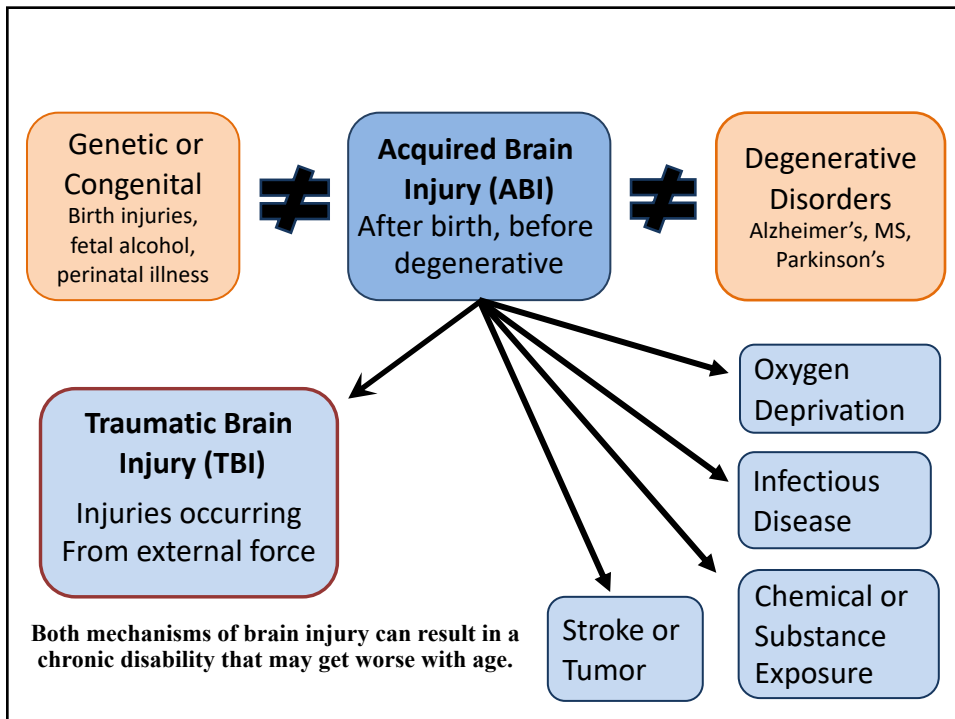 Genetic or
Congenital
Birth injuries,
fetal alcohol,
perinatal illness
≠
Acquired Brain
Injury (ABI)
After birth, before
degenerative
≠
Degenerative
Disorders
Alzheimer’s, MS,
Parkinson’s
Traumatic Brain
Injury (TBI)
Injuries occurring
From external force
Oxygen
Deprivation
Infectious
Disease
Chemical or
Substance
Exposure
Stroke or
Tumor
Both mechanisms of brain injury can result in a
chronic disability that may get worse with age.